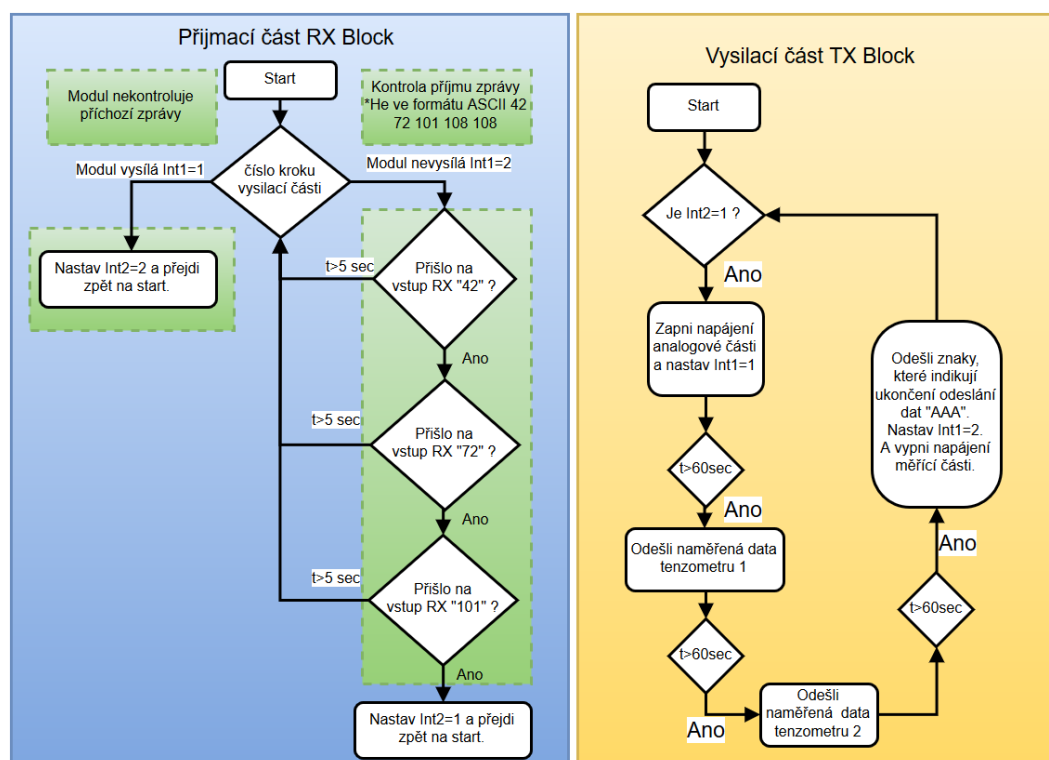 Přijmací část RX Block
Start
Modul nekontroluje
příchozí zprávy
Kontrola příjmu zprávy
*He ve formátu ASCII 42
72 101 108 108
Modul vysílá Int1=1
číslo kroku
vysilací části
Modul nevysílá Int1=2
Nastav Int2=2 a přejdi
zpět na start.
t>5 sec
Přišlo na
vstup RX "42" ?
Ano
t>5 sec
Přišlo na
vstup RX "72" ?
Ano
t>5 sec
Přišlo na
vstup RX "101" ?
Ano
Nastav Int2=1 a přejdi
zpět na start.
Vysilací část TX Block
Start
Je Int2=1 ?
Ano
Zapni napájení
analogové části
a nastav Int1=1
t>60sec
Ano
Odešli naměřená data
tenzometru 1
t>60sec
Ano
Odešli
naměřená data
tenzometru 2
t>60sec
Ano
Odešli znaky,
které indikují
ukončení odeslání
dat "AAA".
Nastav Int1=2.
A vypni napájení
měřící části.